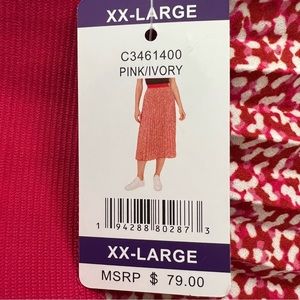 XX-LARGE
C3461400
PINK/IVORY
1 94288 80287 3
XX-LARGE
MSRP $ 79.00